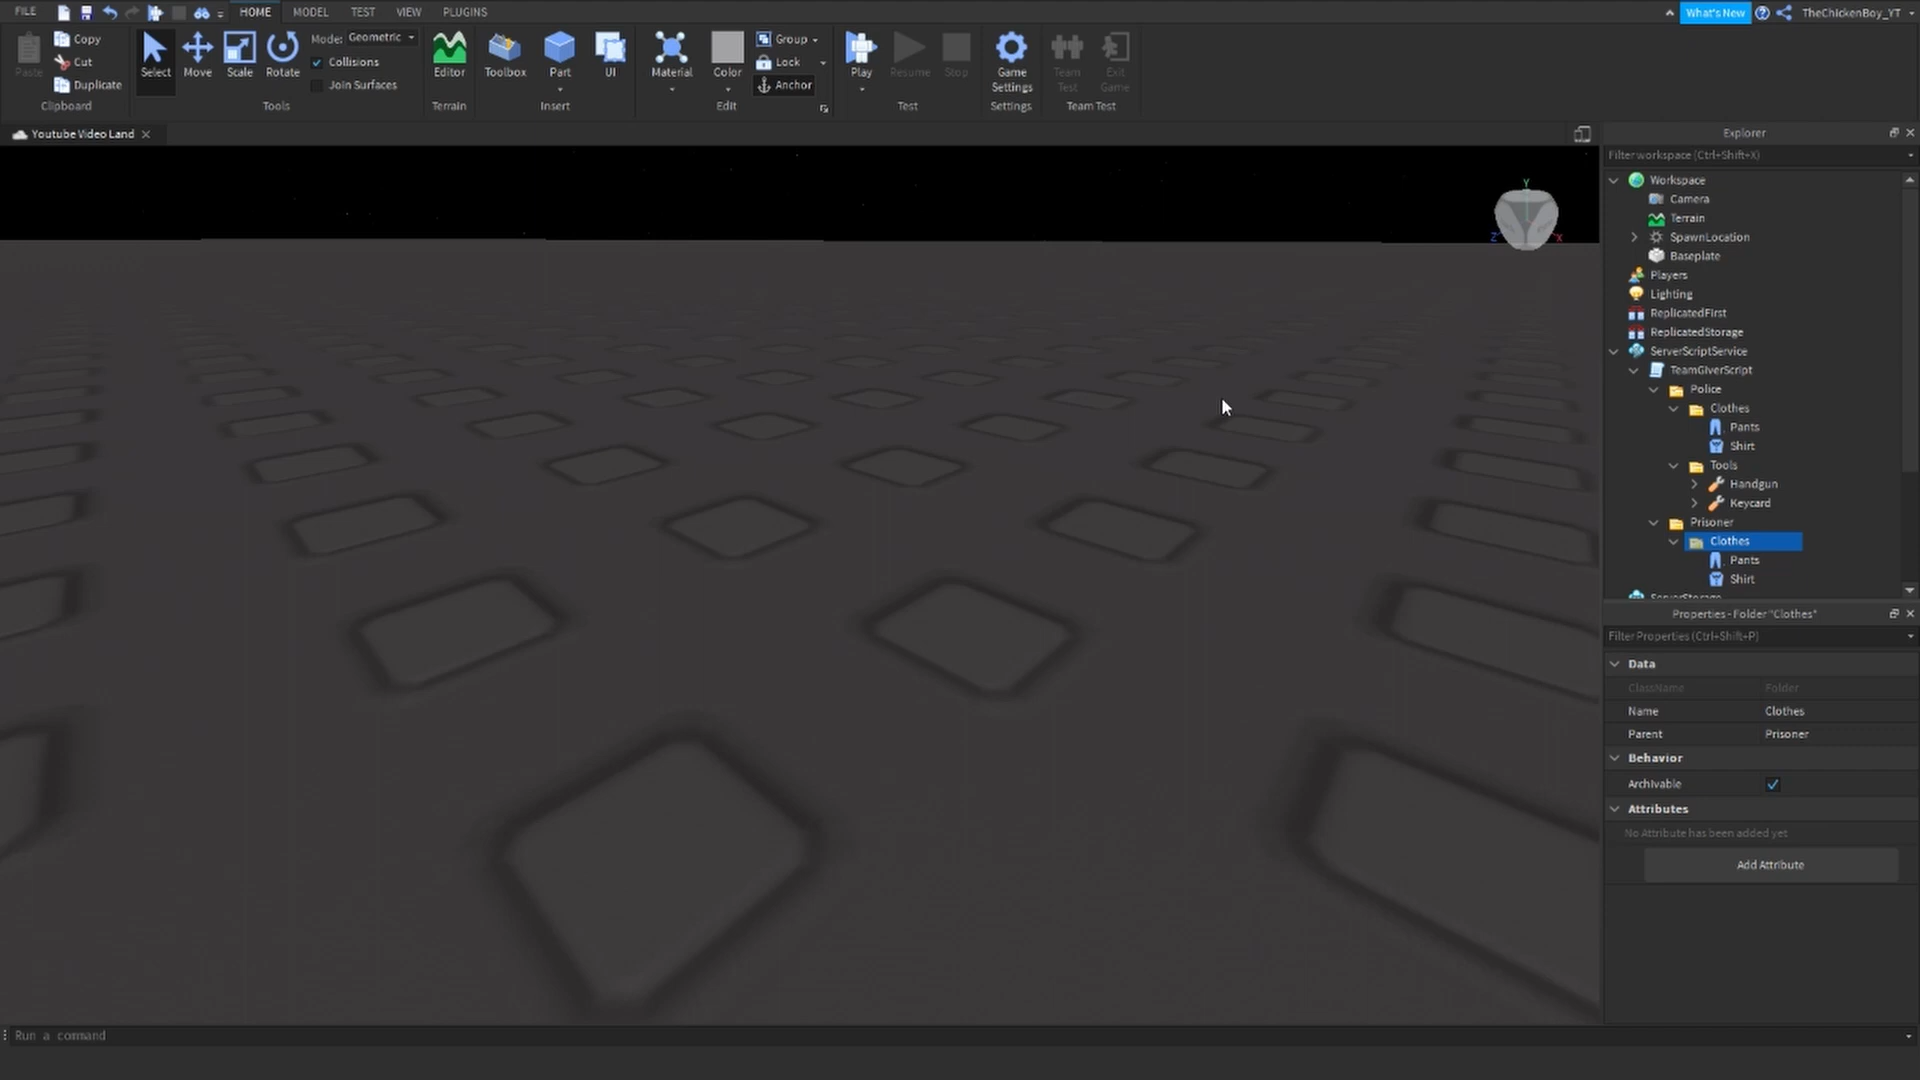 FILE HOME MODEL TEST VIEW PLUGINS What's New TheChickenBoy_YT
Paste Copy Cut Duplicate
Clipboard
Select Move Scale Rotate Mode: Geometric Collisions Join Surfaces
Tools
Editor
Terrain
Toolbox Part UI
Insert
Material Color Group Lock Anchor
Edit
Play Resume Stop
Test
Game Settings
Settings
Team Test Exit Game
Team Test
Youtube Video Land
Explorer
Filter workspace (Ctrl+Shift+X)
Workspace
Camera
Terrain
SpawnLocation
Baseplate
Players
Lighting
ReplicatedFirst
ReplicatedStorage
ServerScriptService
TeamGiverScript
Police
Clothes
Pants
Shirt
Tools
Handgun
Keycard
Prisoner
Clothes
Pants
Shirt
ServerStorage
Y
Z X
Properties - Folder "Clothes"
Filter Properties (Ctrl+Shift+P)
Data
ClassName Folder
Name Clothes
Parent Prisoner
Behavior
Archivable
Attributes
No Attribute has been added yet
Add Attribute
Run a command